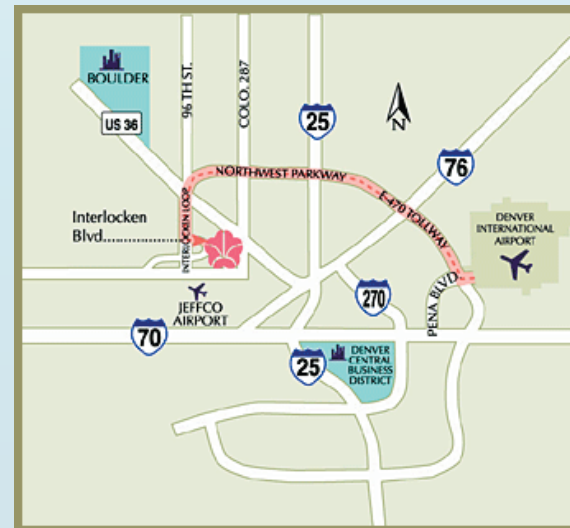 BOULDER
US 36
96 TH ST.
COLO. 287
25
N
76
NORTHWEST PARKWAY
E-470 TOLLWAY
INTERLOCKEN LOOP
Interlocken
Blvd
DENVER
INTERNATIONAL
AIRPORT
PENA BLVD
JEFFCO
AIRPORT
270
70
25
DENVER
CENTRAL
BUSINESS
DISTRICT